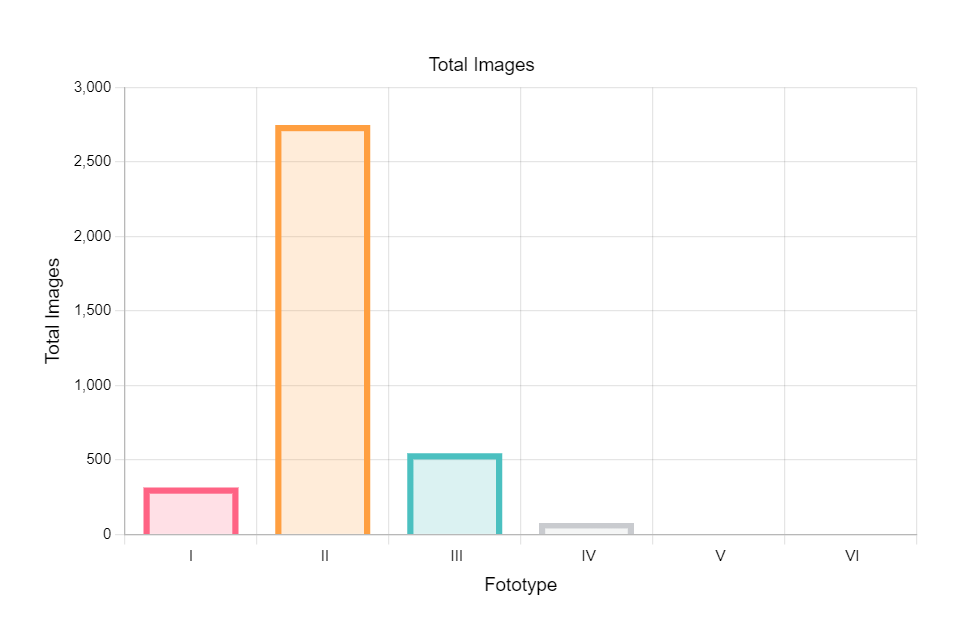 Total Images
3,000
2,500
2,000
1,500
1,000
500
0
Total Images
I II III IV V VI
Fototype